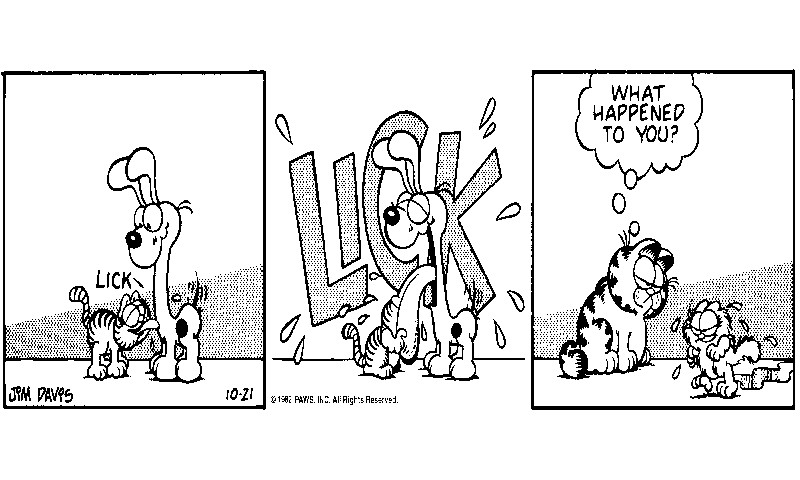 LICK
JIM DAVIS
10-21
LICK
© 1982 PAWS, INC. All Rights Reserved.
WHAT
HAPPENED
TO YOU?